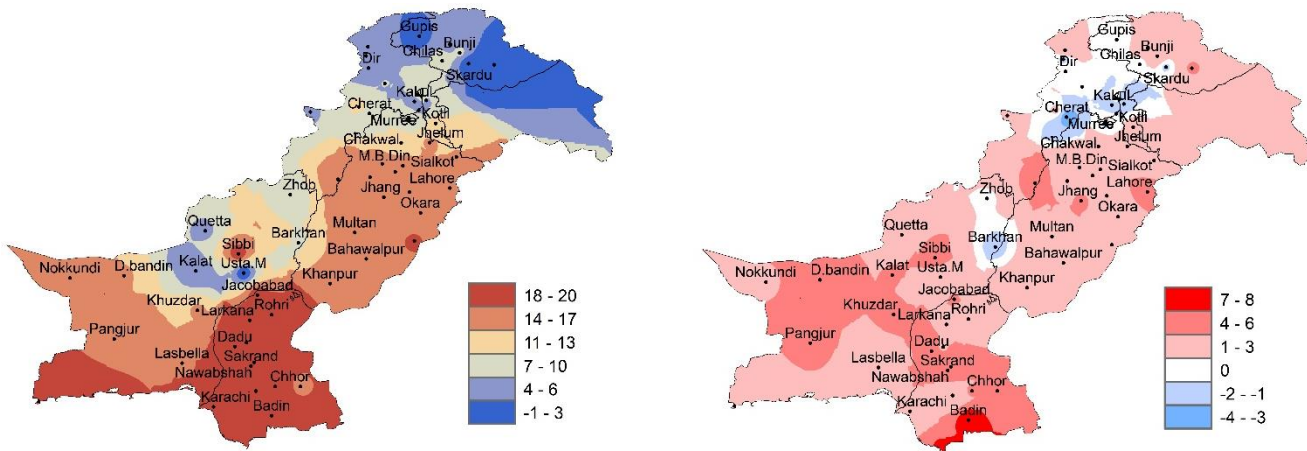 Gupis
Bunji
Chilas
Dir
Skardu
Kakul
Cherat
Kotli
Murree
Jhelum
Chakwal
M.B.Din
Sialkot
Lahore
Zhob
Jhang
Okara
Quetta
Multan
Barkhan
Sibbi
Bahawalpur
Kalat
Usta.M
Nokkundi
D.bandin
Khanpur
Jacobabad
Khuzdar
Rohri
Larkana
Pangjur
Dadu
Lasbella
Sakrand
Nawabshah
Chhor
Karachi
Badin
18 - 20
14 - 17
11 - 13
7 - 10
4 - 6
-1 - 3
Gupis
Bunji
Chilas
Dir
Skardu
Kakul
Cherat
Kotli
Murree
Jhelum
Chakwal
M.B.Din
Sialkot
Lahore
Zhob
Jhang
Okara
Quetta
Multan
Barkhan
Sibbi
Bahawalpur
Kalat
Usta.M
Nokkundi
D.bandin
Khanpur
Jacobabad
Khuzdar
Rohri
Larkana
Pangjur
Dadu
Lasbella
Sakrand
Nawabshah
Chhor
Karachi
Badin
7 - 8
4 - 6
1 - 3
0
-2 - -1
-4 - -3